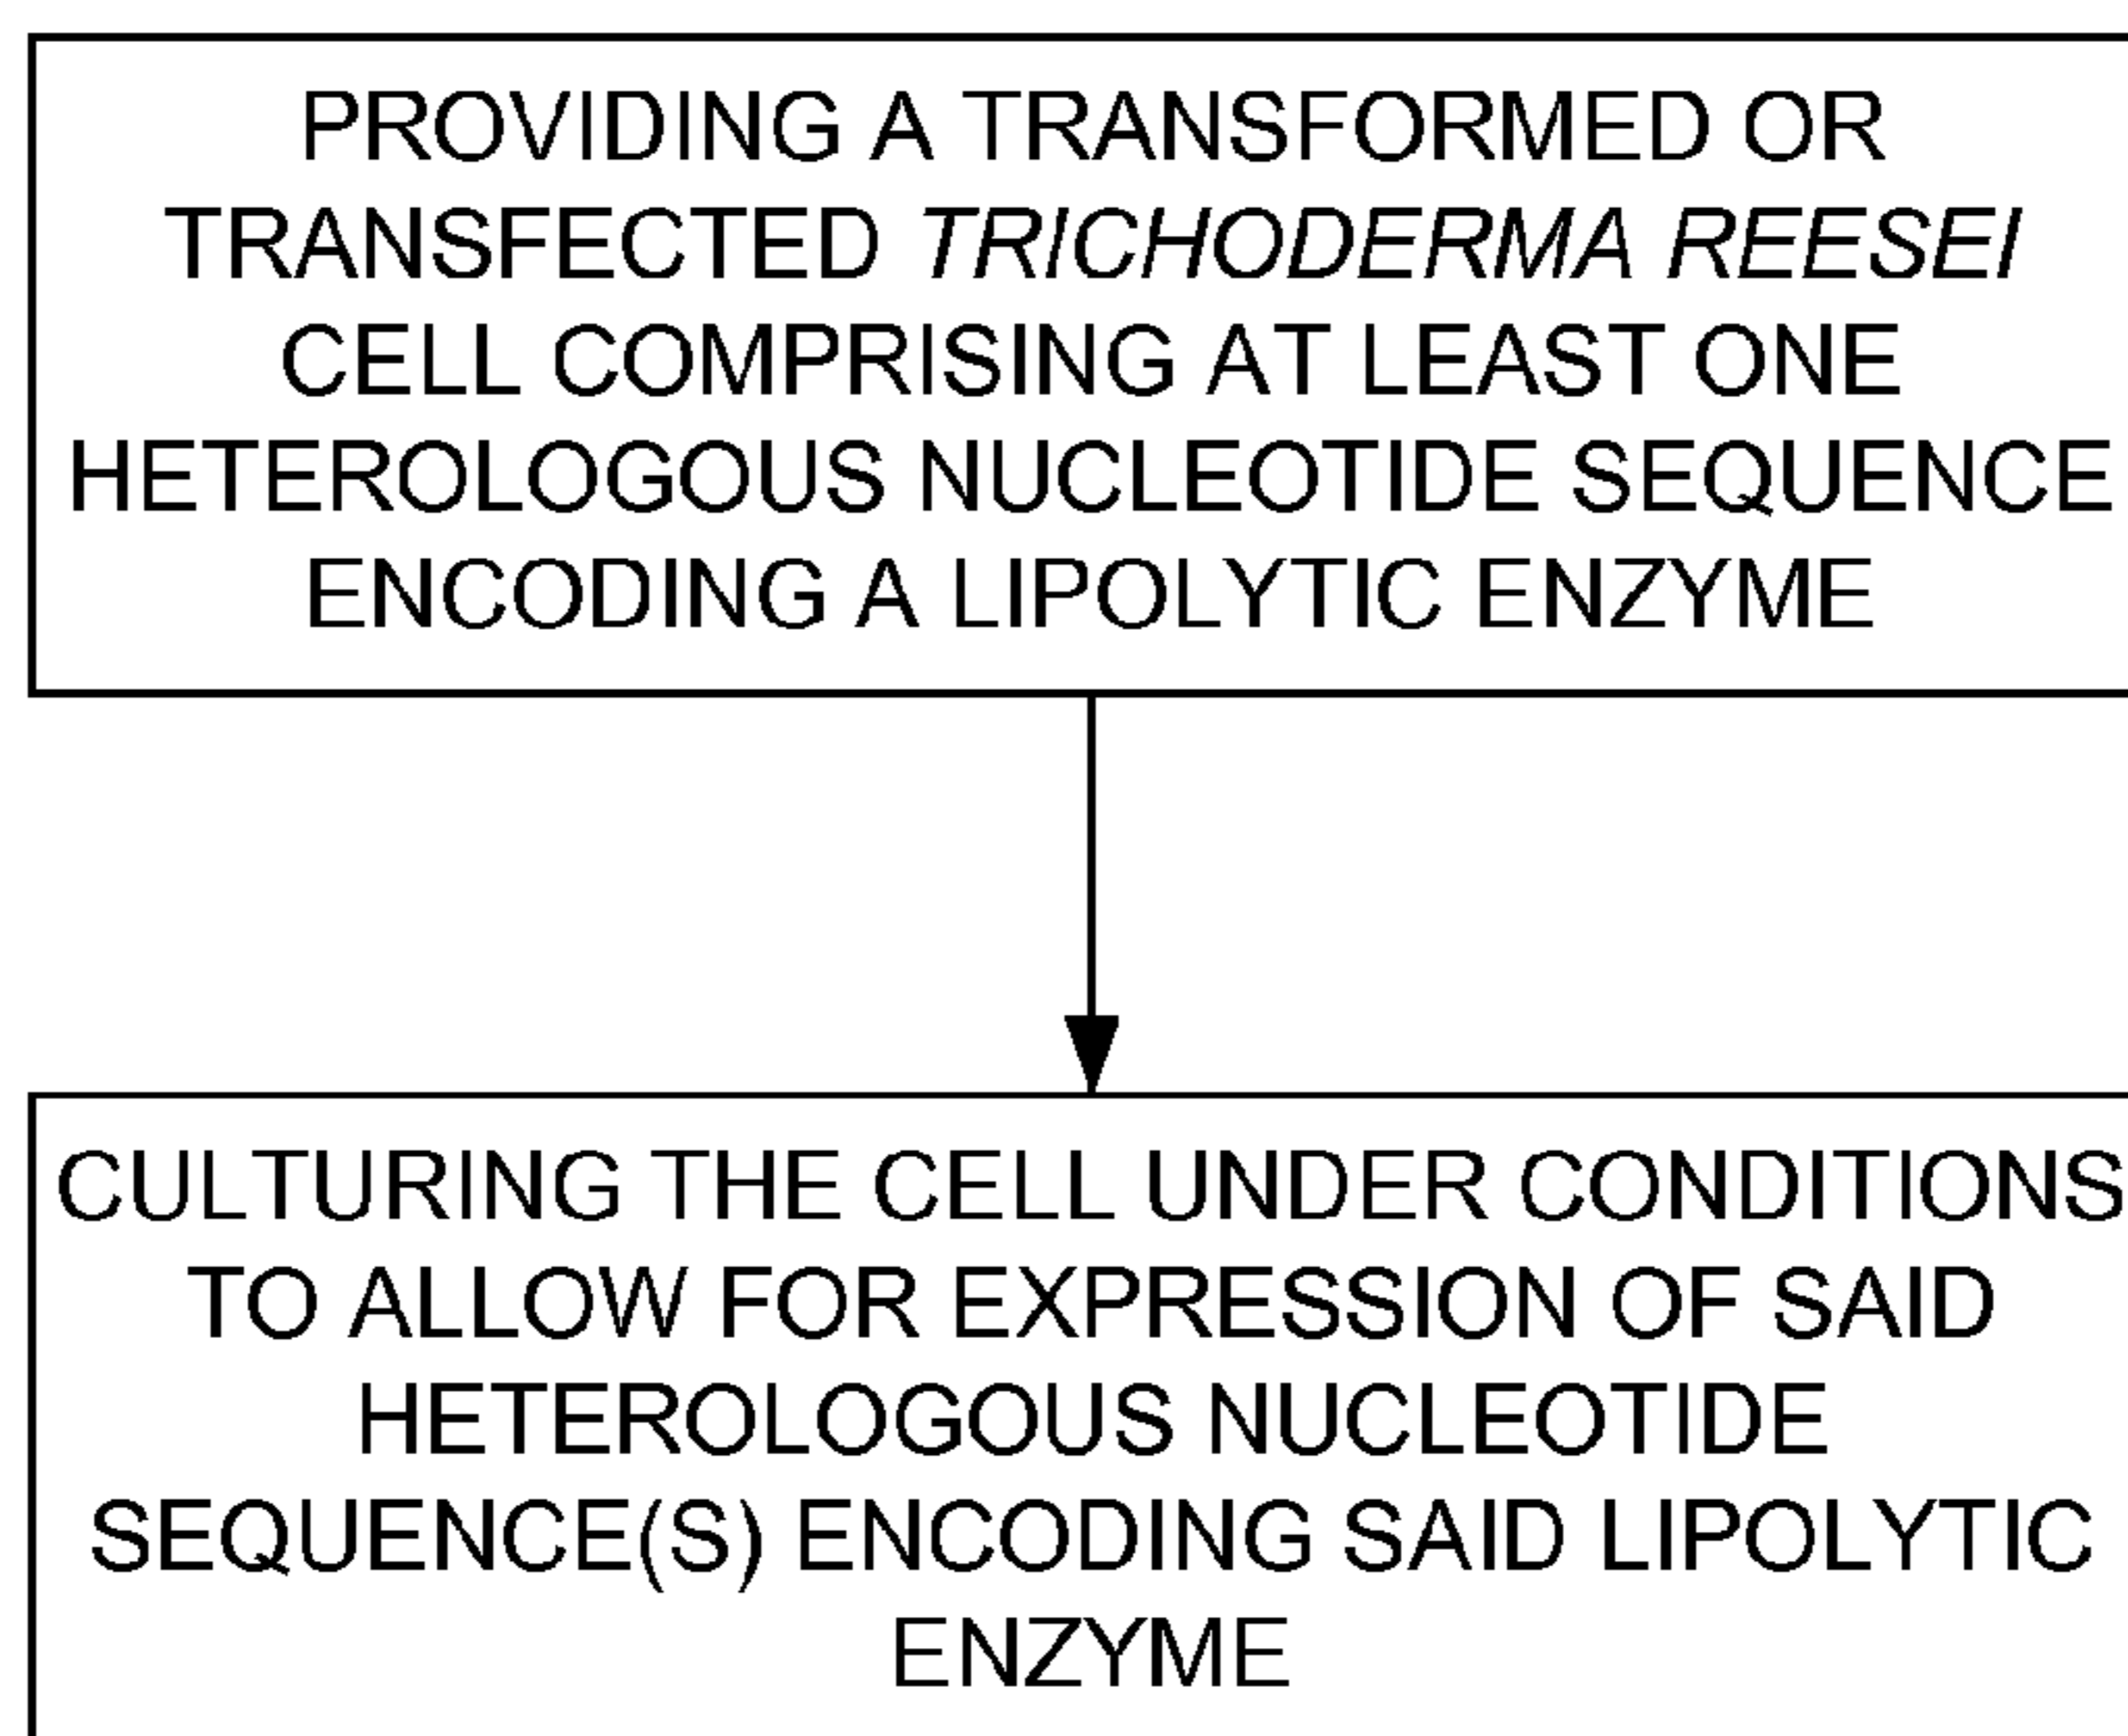 PROVIDING A TRANSFORMED OR
TRANSFECTED TRICHODERMA REESEI
CELL COMPRISING AT LEAST ONE
HETEROLOGOUS NUCLEOTIDE SEQUENCE
ENCODING A LIPOLYTIC ENZYME
CULTURING THE CELL UNDER CONDITIONS
TO ALLOW FOR EXPRESSION OF SAID
HETEROLOGOUS NUCLEOTIDE
SEQUENCE(S) ENCODING SAID LIPOLYTIC
ENZYME